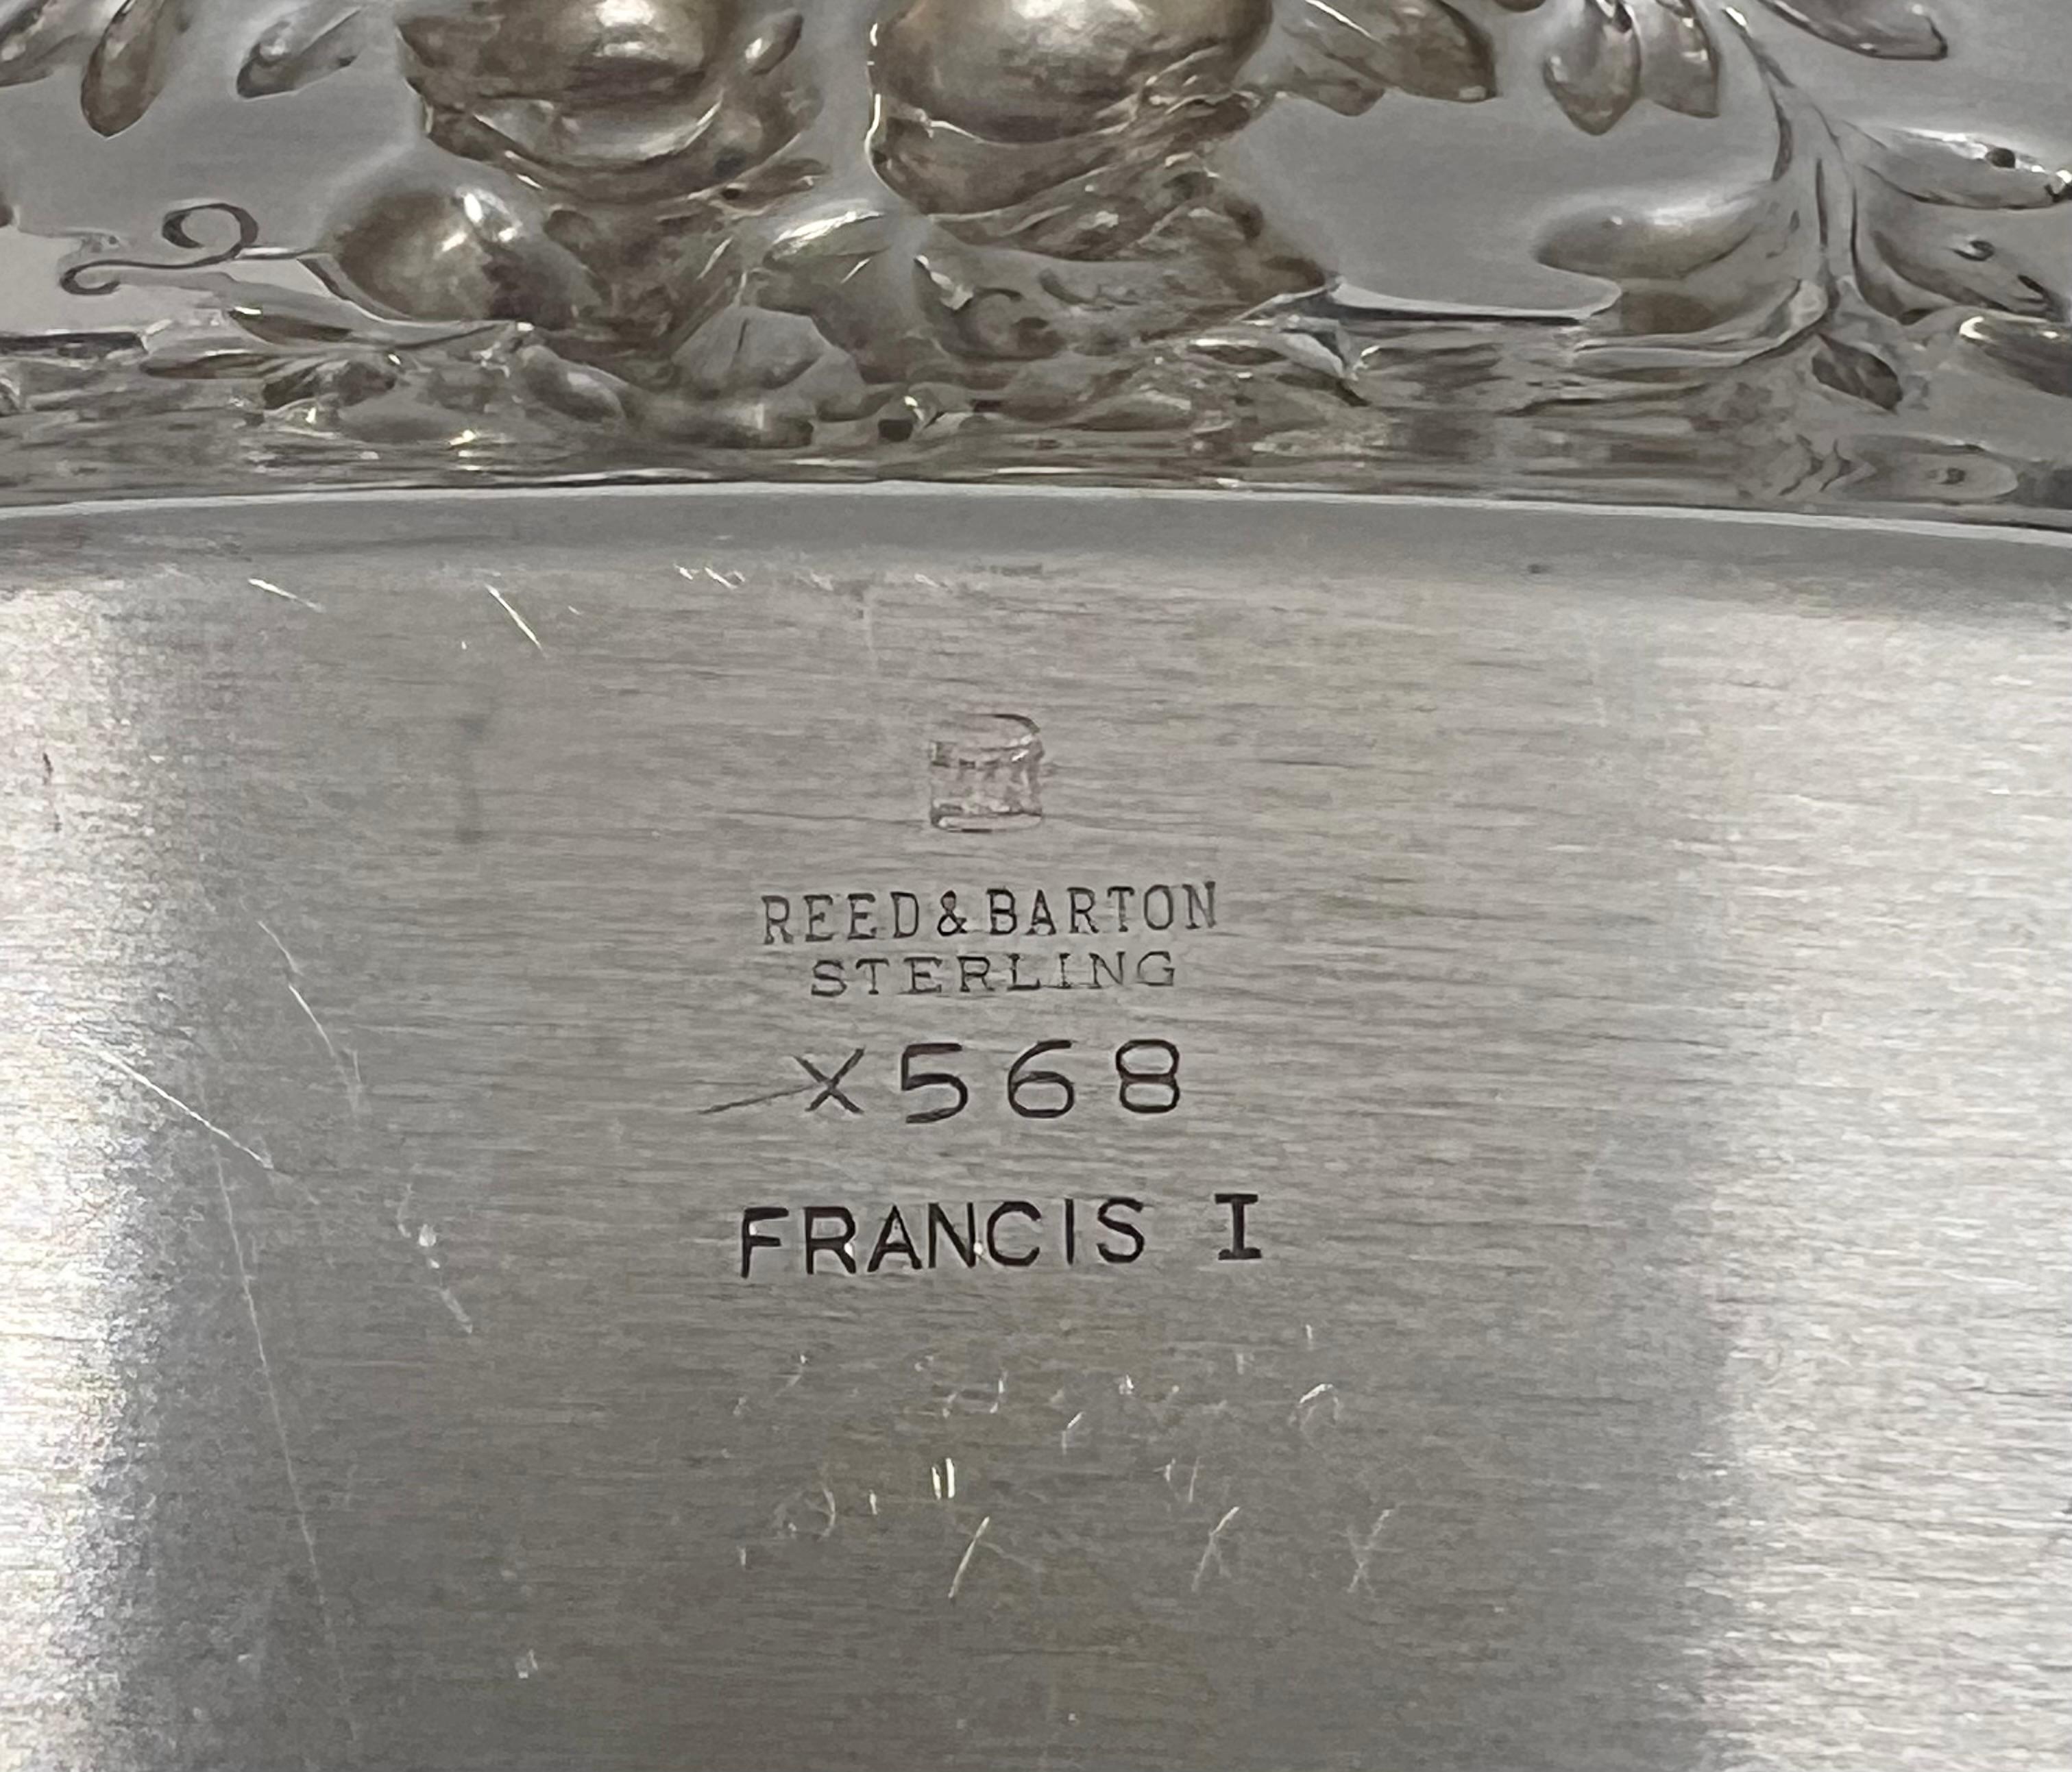 REED & BARTON
STERLING
X568
FRANCIS I